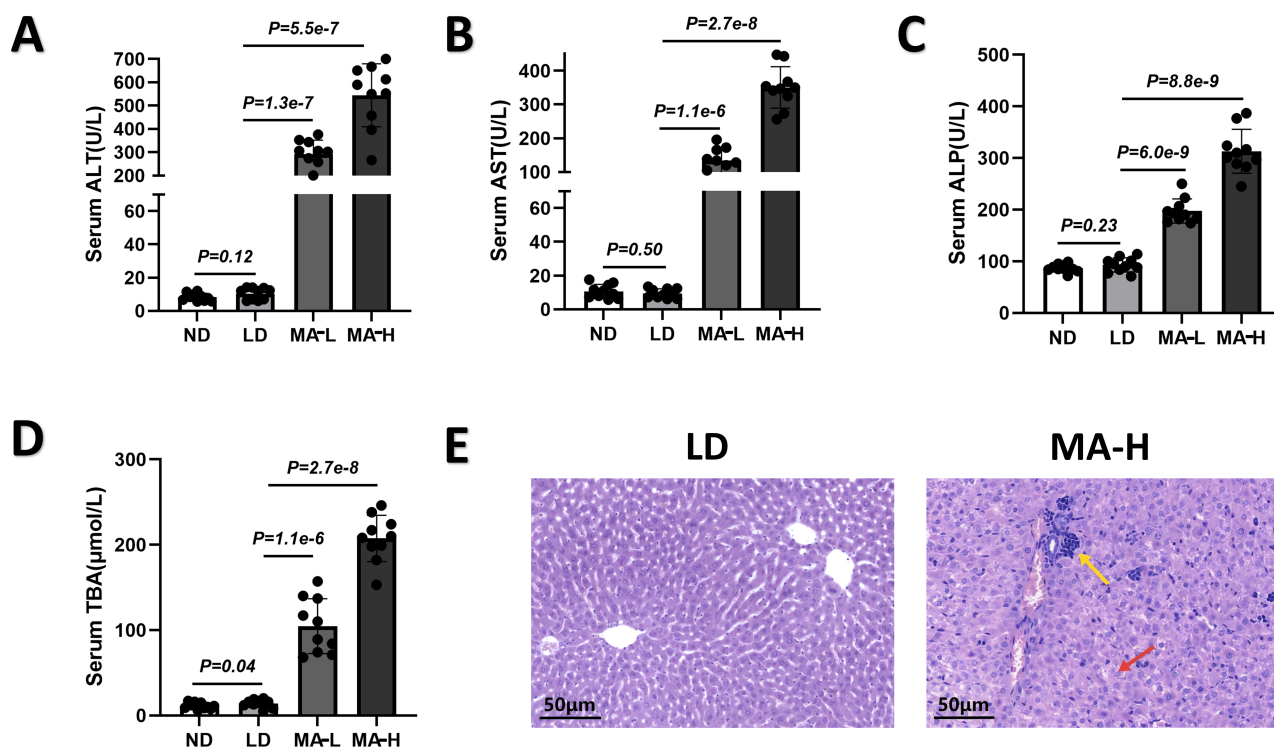 A
Serum ALT(U/L)
700
600
500
400
300
200
60
40
20
0
P=5.5e-7
P=1.3e-7
P=0.12
ND LD MA-L MA-H
B
Serum AST(U/L)
400
300
200
100
60
40
20
0
P=2.7e-8
P=1.1e-6
P=0.50
ND LD MA-L MA-H
C
Serum ALP(U/L)
500
400
300
200
100
0
P=8.8e-9
P=6.0e-9
P=0.23
ND LD MA-L MA-H
D
Serum TBA(μmol/L)
300
200
100
0
P=2.7e-8
P=1.1e-6
P=0.04
ND LD MA-L MA-H
E
LD
50μm
MA-H
50μm